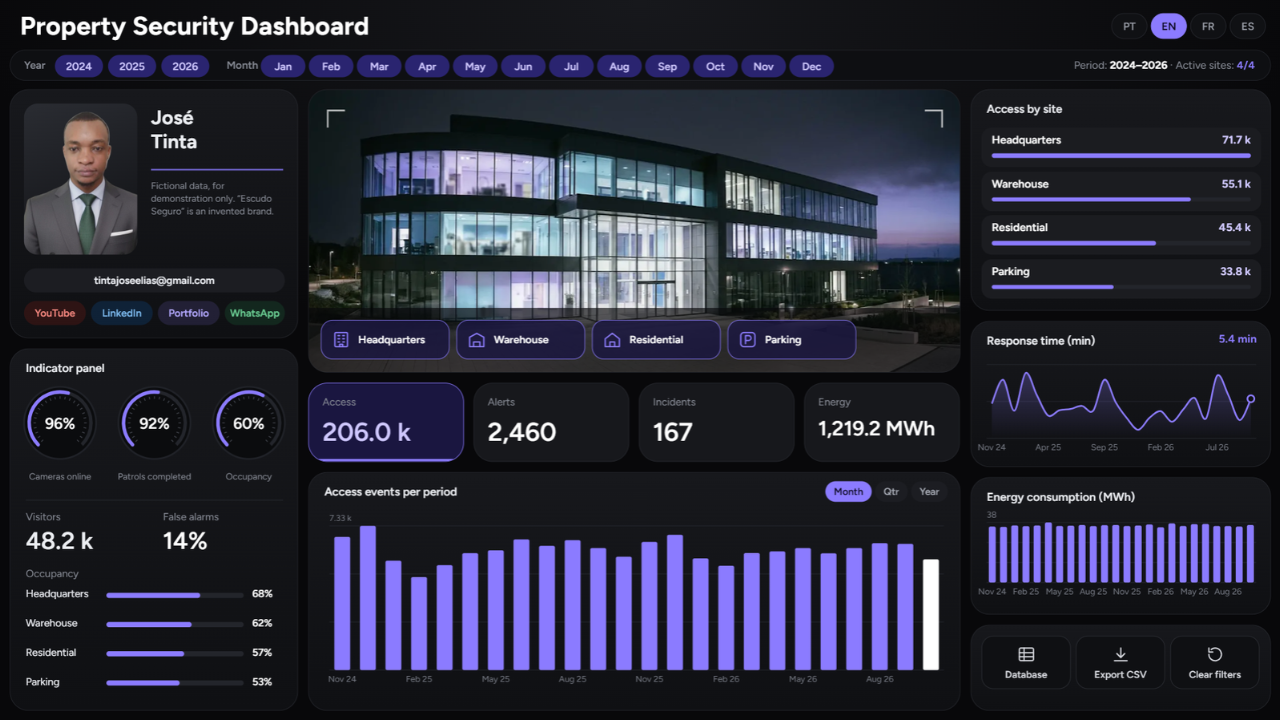 Property Security Dashboard
PT EN FR ES
Year 2024 2025 2026 Month Jan Feb Mar Apr May Jun Jul Aug Sep Oct Nov Dec
Period: 2024–2026 · Active sites: 4/4
José
Tinta
Fictional data, for
demonstration only. "Escudo
Seguro" is an invented brand.
tintajoseelias@gmail.com
YouTube LinkedIn Portfolio WhatsApp
Indicator panel
96% 92% 60%
Cameras online Patrols completed Occupancy
Visitors False alarms
48.2 k 14%
Occupancy
Headquarters 68%
Warehouse 62%
Residential 57%
Parking 53%
Headquarters Warehouse Residential Parking
Access Alerts Incidents Energy
206.0 k 2,460 167 1,219.2 MWh
Access events per period Month Qtr Year
7.33 k
Nov 24 Feb 25 May 25 Aug 25 Nov 25 Feb 26 May 26 Aug 26
Access by site
Headquarters 71.7 k
Warehouse 55.1 k
Residential 45.4 k
Parking 33.8 k
Response time (min) 5.4 min
Nov 24 Apr 25 Sep 25 Feb 26 Jul 26
Energy consumption (MWh)
38
Nov 24 Feb 25 May 25 Aug 25 Nov 25 Feb 26 May 26 Aug 26
Database Export CSV Clear filters